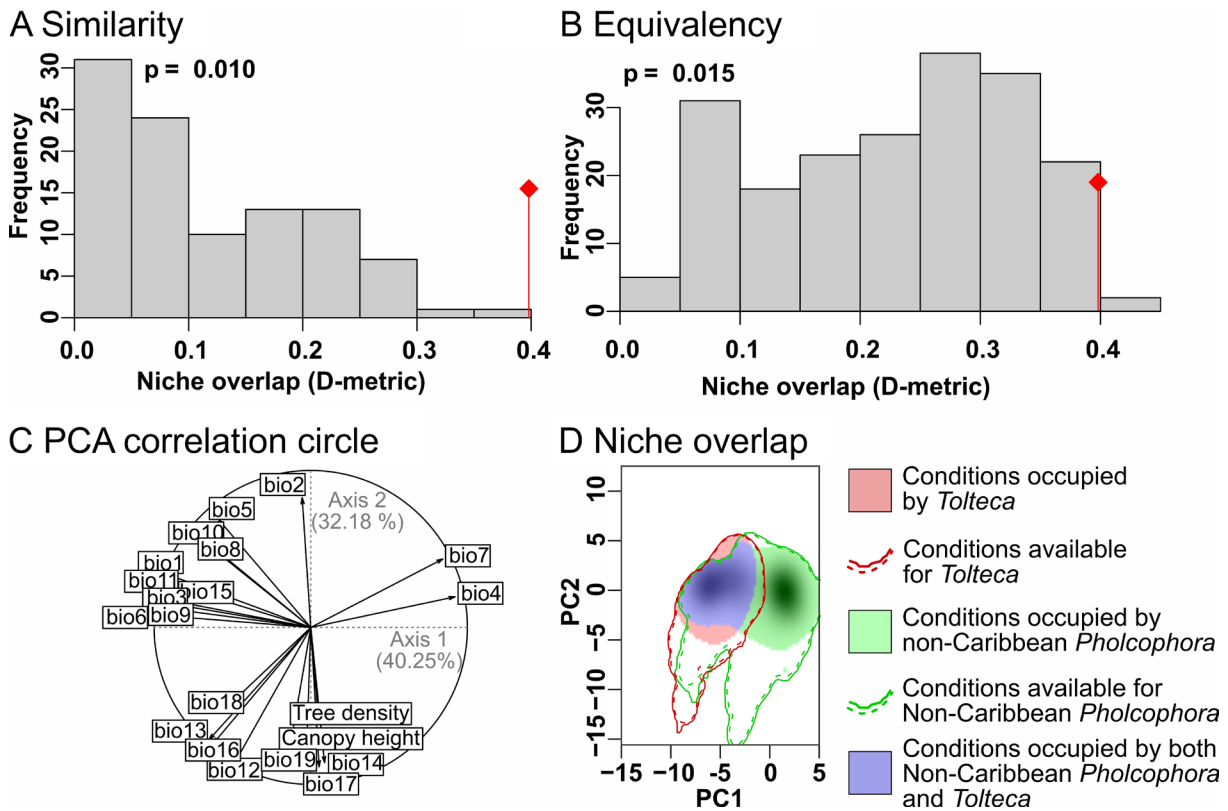 A Similarity
p = 0.010
Frequency
0
5
10
15
20
25
30
0.0 0.1 0.2 0.3 0.4
Niche overlap (D-metric)
B Equivalency
p = 0.015
Frequency
0
10
20
30
0.0 0.1 0.2 0.3 0.4
Niche overlap (D-metric)
C PCA correlation circle
bio2
Axis 2
(32.18 %)
bio5
bio10
bio8
bio7
bio1
bio11
bio15
bio3
bio4
bio6
bio9
Axis 1
(40.25%)
bio18
Tree density
bio13
Canopy height
bio16
bio19
bio14
bio12
bio17
D Niche overlap
PC2
10
5
0
−5
−10
−15
−15 −10 −5 0 5
PC1
Conditions occupied
by Tolteca
Conditions available
for Tolteca
Conditions occupied by
non-Caribbean Pholcophora
Conditions available for
Non-Caribbean Pholcophora
Conditions occupied by both
Non-Caribbean Pholcophora
and Tolteca